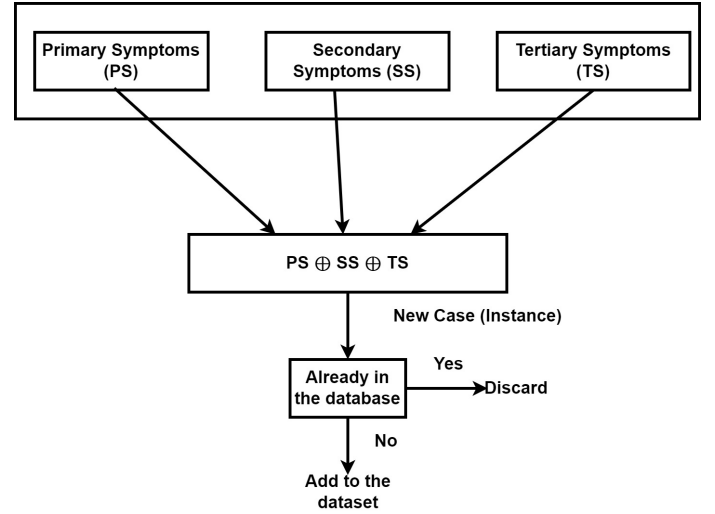 Primary Symptoms
(PS)
Secondary
Symptoms (SS)
Tertiary Symptoms
(TS)
PS ⊕ SS ⊕ TS
New Case (Instance)
Already in
the database
Yes
Discard
No
Add to the
dataset